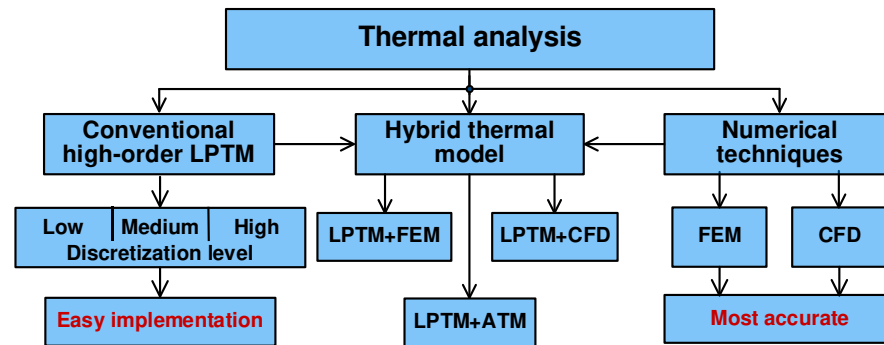 Thermal analysis
Conventional
high-order LPTM
Hybrid thermal
model
Numerical
techniques
Low Medium High
Discretization level
LPTM+FEM
LPTM+CFD
FEM
CFD
Easy implementation
LPTM+ATM
Most accurate